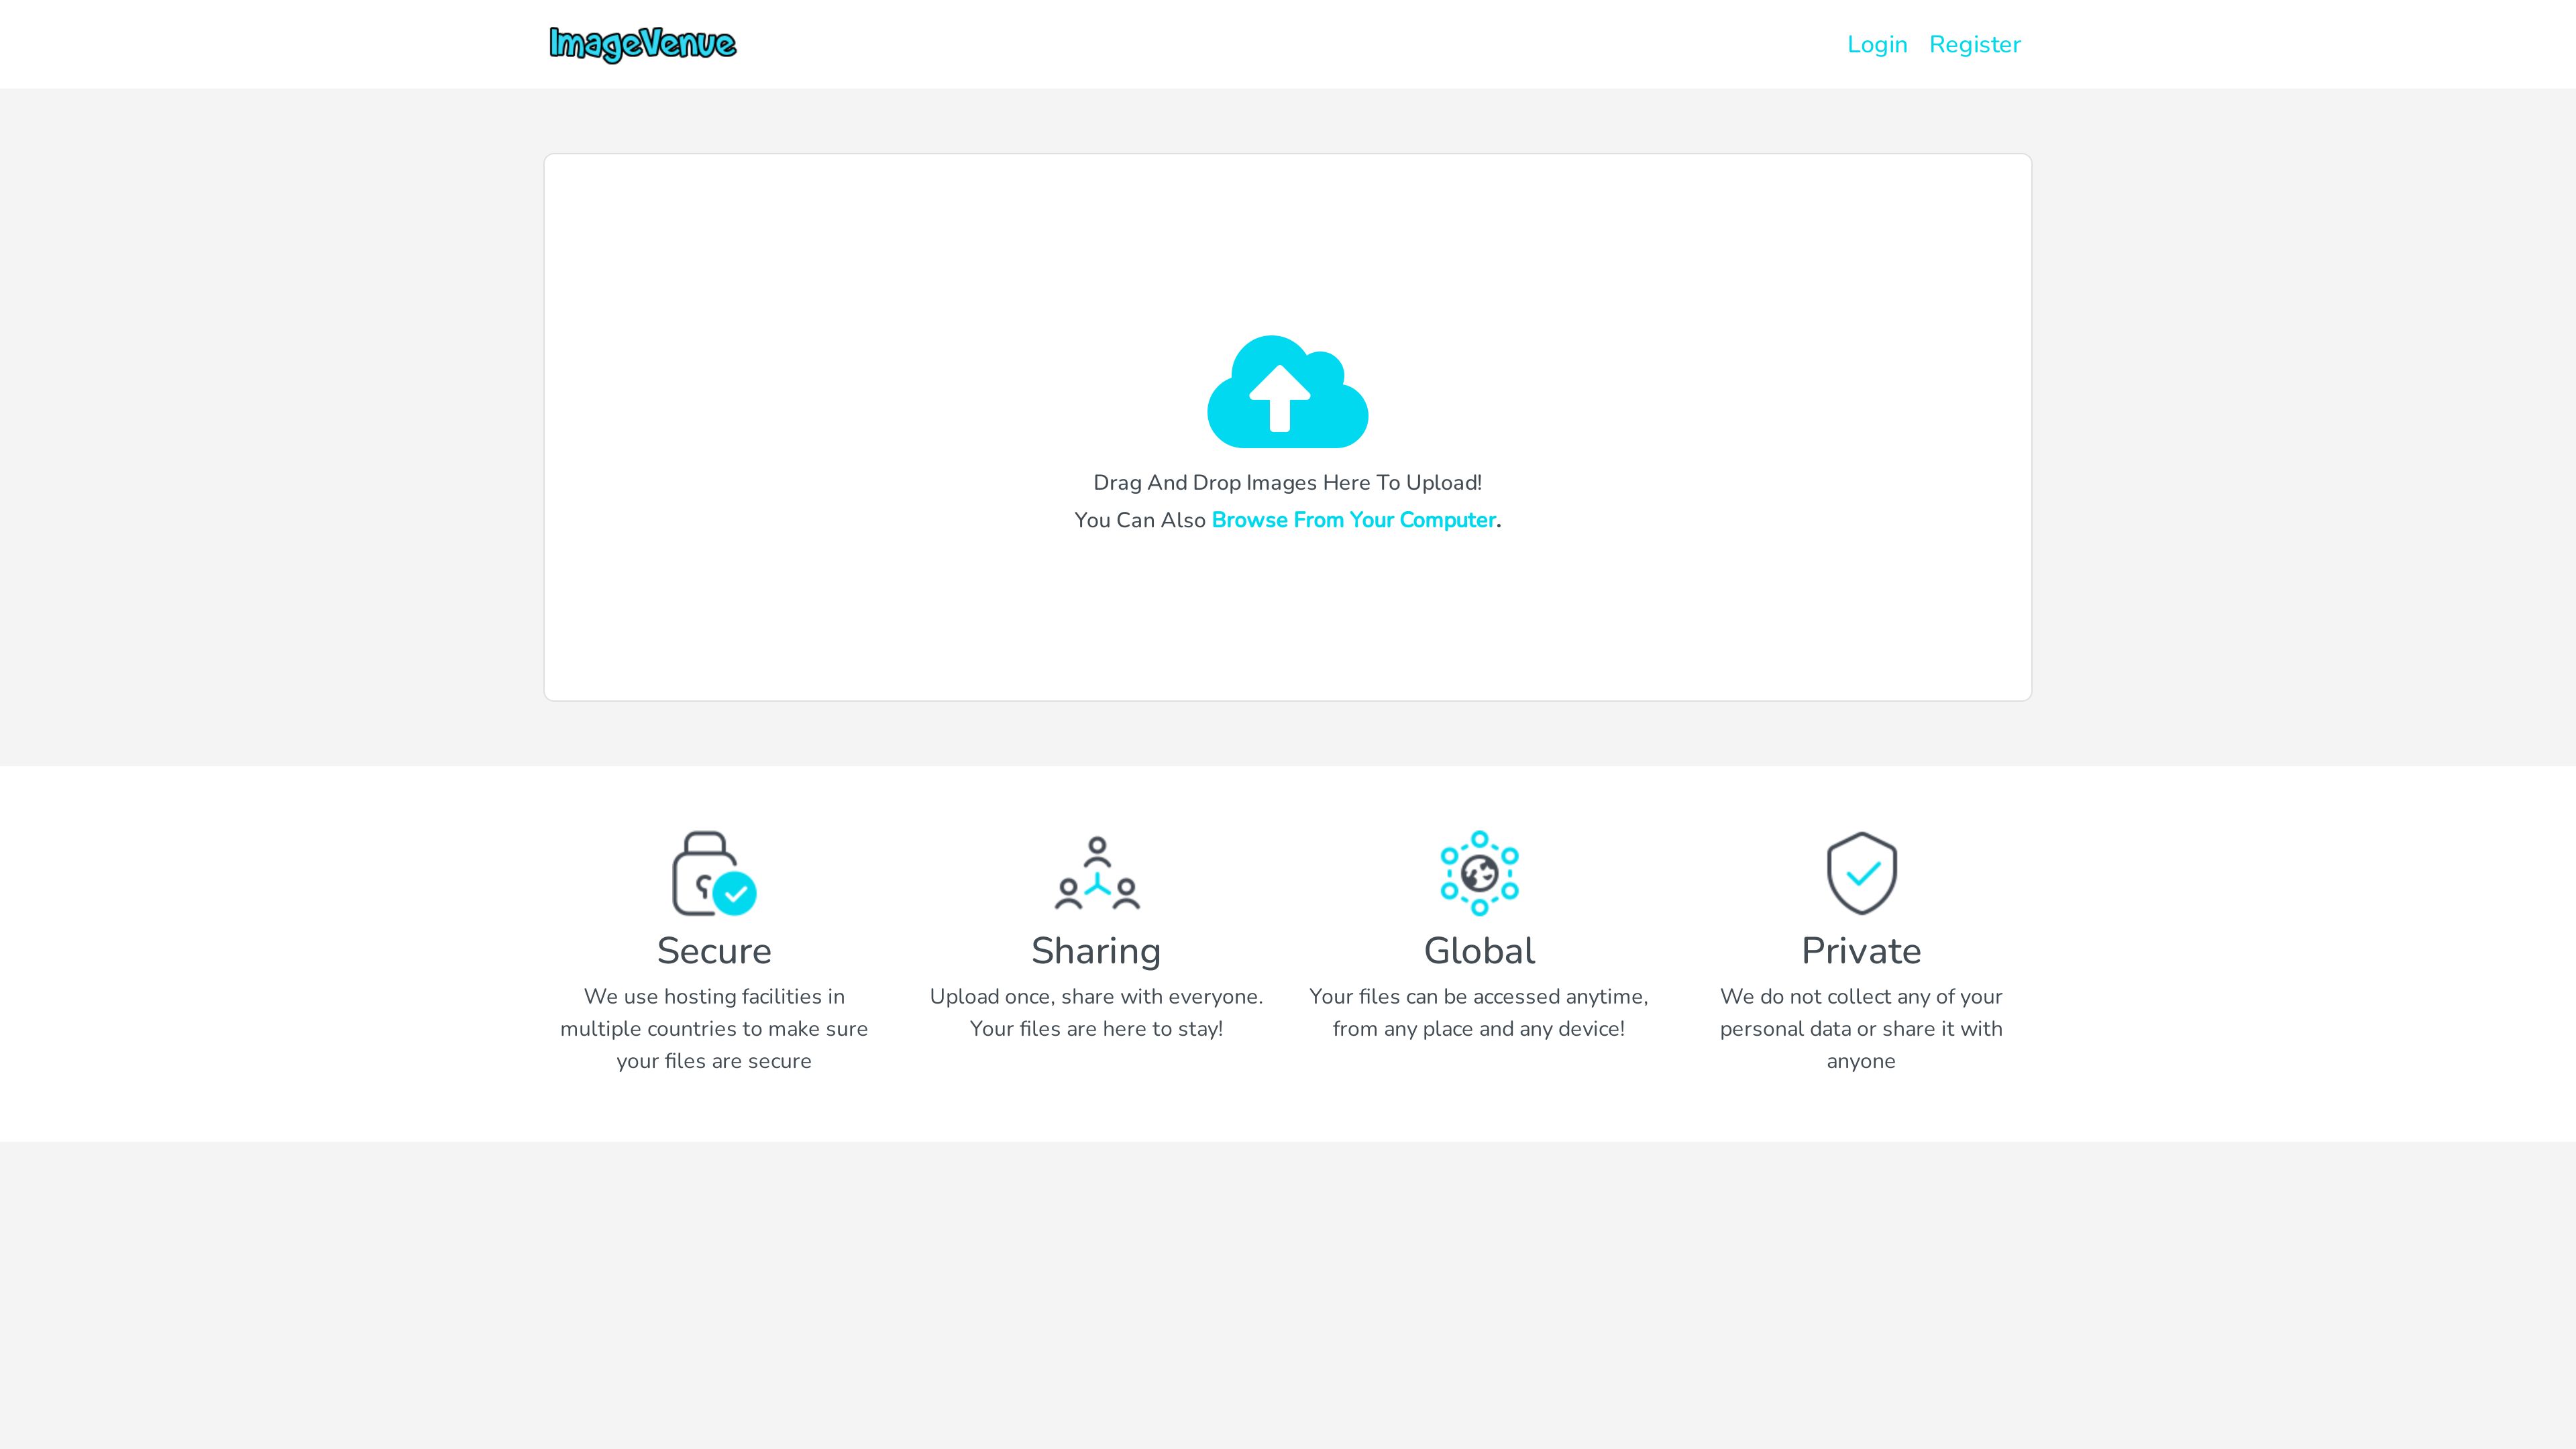 ImageVenue
Login Register
Drag And Drop Images Here To Upload!
You Can Also Browse From Your Computer.
Secure
We use hosting facilities in
multiple countries to make sure
your files are secure
Sharing
Upload once, share with everyone.
Your files are here to stay!
Global
Your files can be accessed anytime,
from any place and any device!
Private
We do not collect any of your
personal data or share it with
anyone